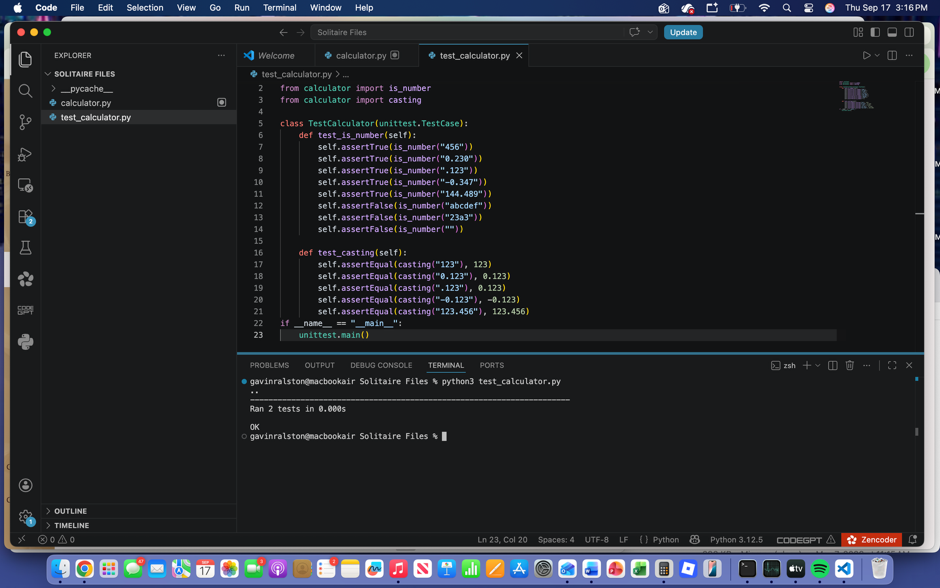 Code File Edit Selection View Go Run Terminal Window Help Thu Sep 17 3:16 PM
Solitaire Files Update
EXPLORER
SOLITAIRE FILES
__pycache__
calculator.py
test_calculator.py
Welcome calculator.py test_calculator.py
test_calculator.py > ...
2 from calculator import is_number
3 from calculator import casting
4
5 class TestCalculator(unittest.TestCase):
6 def test_is_number(self):
7 self.assertTrue(is_number("456"))
8 self.assertTrue(is_number("0.230"))
9 self.assertTrue(is_number(".123"))
10 self.assertTrue(is_number("-0.347"))
11 self.assertTrue(is_number("144.489"))
12 self.assertFalse(is_number("abcdef"))
13 self.assertFalse(is_number("23a3"))
14 self.assertFalse(is_number(""))
15
16 def test_casting(self):
17 self.assertEqual(casting("123"), 123)
18 self.assertEqual(casting("0.123"), 0.123)
19 self.assertEqual(casting(".123"), 0.123)
20 self.assertEqual(casting("-0.123"), -0.123)
21 self.assertEqual(casting("123.456"), 123.456)
22 if __name__ == "__main__":
23 unittest.main()
PROBLEMS OUTPUT DEBUG CONSOLE TERMINAL PORTS
zsh
gavinralston@macbookair Solitaire Files % python3 test_calculator.py
..
----------------------------------------------------------------------
Ran 2 tests in 0.000s
OK
gavinralston@macbookair Solitaire Files %
2
CODE GPT
1
OUTLINE
TIMELINE
0 0 Ln 23, Col 20 Spaces: 4 UTF-8 LF { } Python Python 3.12.5 CODEGPT Zencoder